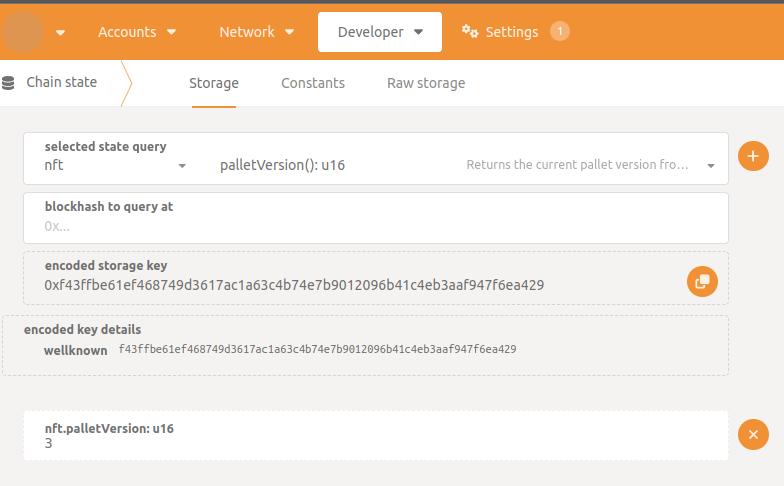 Accounts Network Developer Settings 1
Chain state Storage Constants Raw storage
selected state query
nft palletVersion(): u16 Returns the current pallet version fro...
blockhash to query at
0x...
encoded storage key
0xf43ffbe61ef468749d3617ac1a63c4b74e7b9012096b41c4eb3aaf947f6ea429
encoded key details
wellknown f43ffbe61ef468749d3617ac1a63c4b74e7b9012096b41c4eb3aaf947f6ea429
nft.palletVersion: u16
3